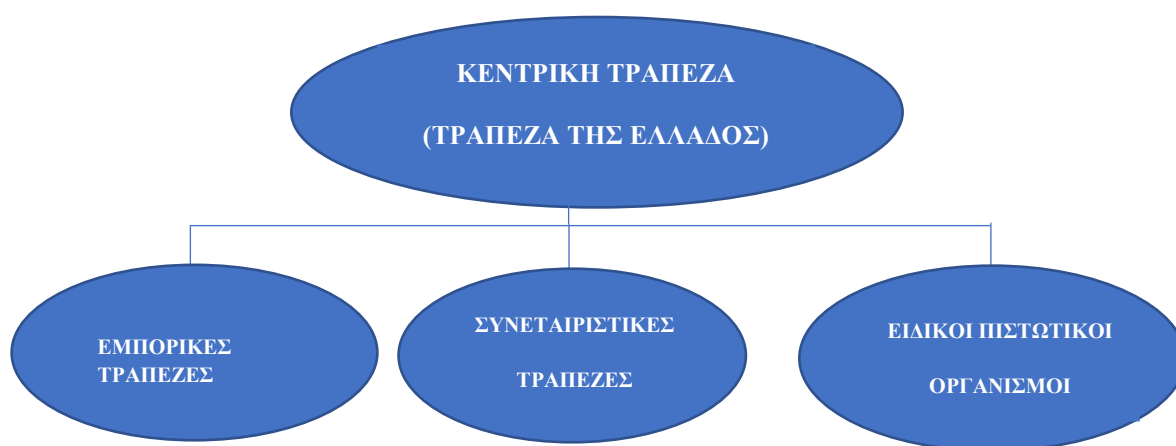 ΚΕΝΤΡΙΚΗ ΤΡΑΠΕΖΑ
(ΤΡΑΠΕΖΑ ΤΗΣ ΕΛΛΑΔΟΣ)
ΕΜΠΟΡΙΚΕΣ
ΤΡΑΠΕΖΕΣ
ΣΥΝΕΤΑΙΡΙΣΤΙΚΕΣ
ΤΡΑΠΕΖΕΣ
ΕΙΔΙΚΟΙ ΠΙΣΤΩΤΙΚΟΙ
ΟΡΓΑΝΙΣΜΟΙ